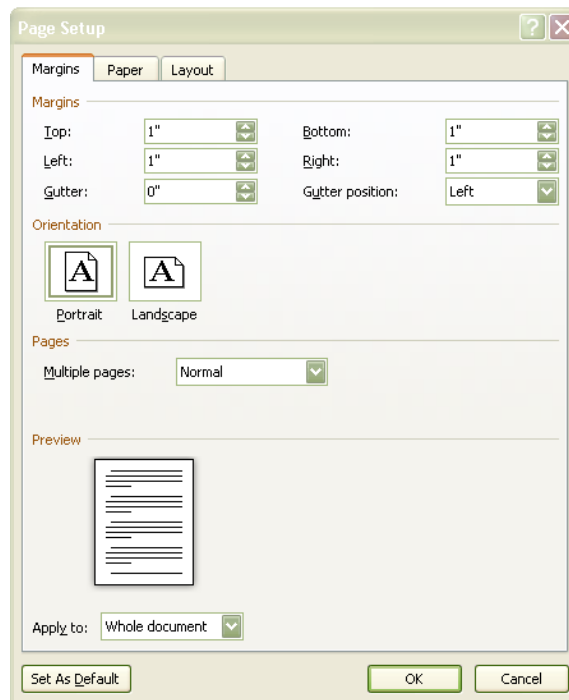 Page Setup
Margins Paper Layout
Margins
Top: 1" Bottom: 1"
Left: 1" Right: 1"
Gutter: 0" Gutter position: Left
Orientation
A A
Portrait Landscape
Pages
Multiple pages: Normal
Preview
Apply to: Whole document
Set As Default OK Cancel